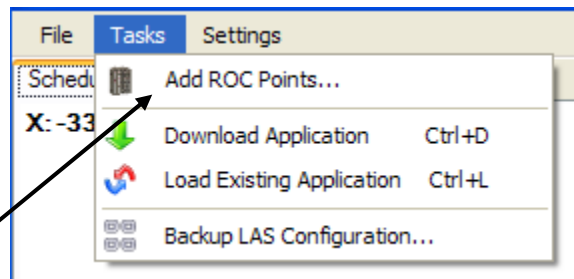 File Tasks Settings
Schedu
Add ROC Points...
X:-33
Download Application Ctrl+D
Load Existing Application Ctrl+L
Backup LAS Configuration...